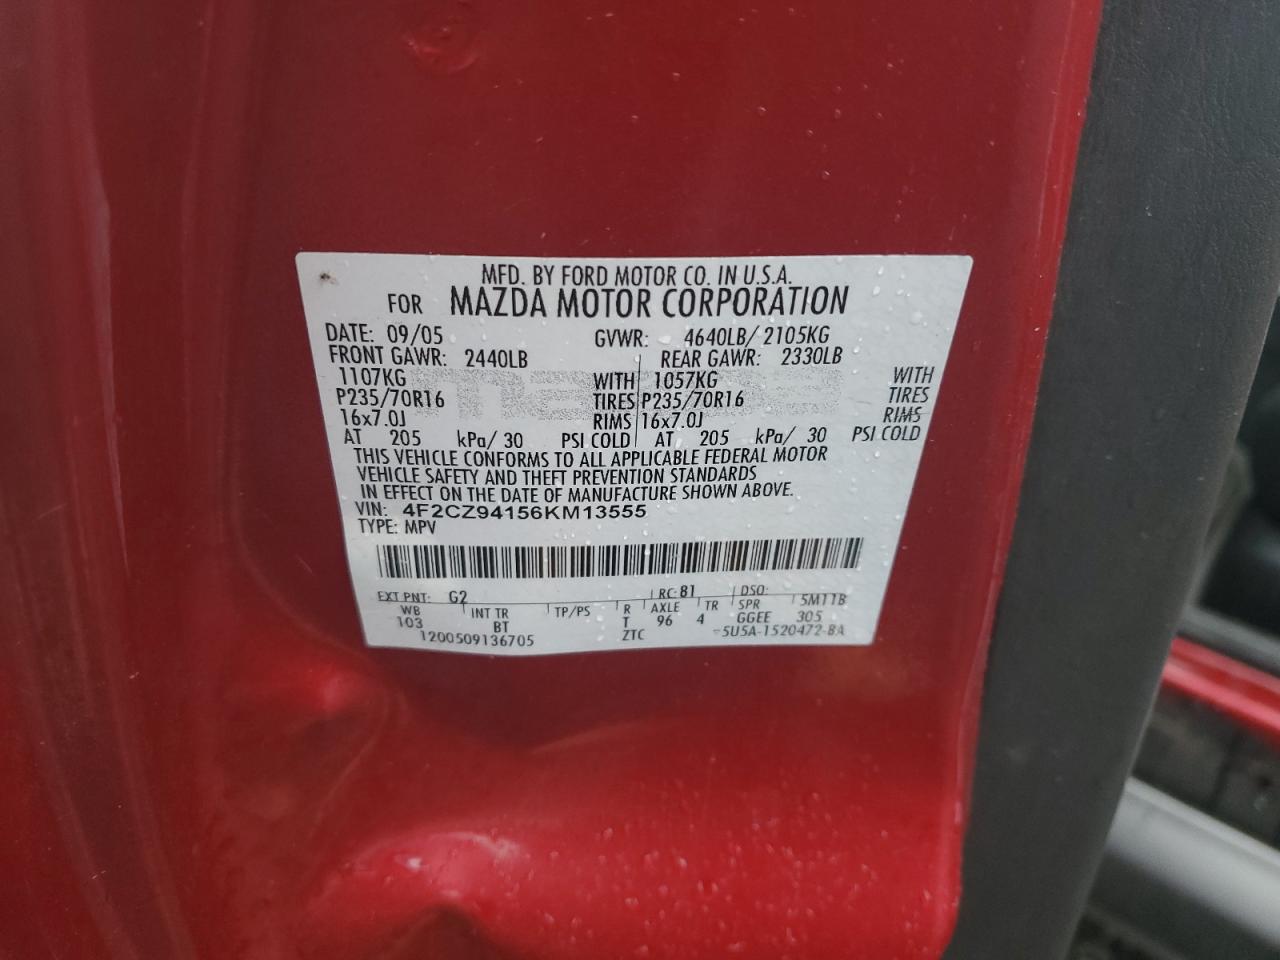 MFD. BY FORD MOTOR CO. IN U.S.A.
FOR MAZDA MOTOR CORPORATION
DATE: 09/05 GVWR: 4640LB/ 2105KG
FRONT GAWR: 2440LB REAR GAWR: 2330LB
1107KG WITH 1057KG WITH
P235/70R16 TIRES P235/70R16 TIRES
16x7.0J RIMS 16x7.0J RIMS
AT 205 kPa/ 30 PSI COLD AT 205 kPa/ 30 PSI COLD
THIS VEHICLE CONFORMS TO ALL APPLICABLE FEDERAL MOTOR
VEHICLE SAFETY AND THEFT PREVENTION STANDARDS
IN EFFECT ON THE DATE OF MANUFACTURE SHOWN ABOVE.
VIN: 4F2CZ94156KM13555
TYPE: MPV
mazda
EXT PNT: G2 RC: 81 DSO:
WB INT TR TP/PS R AXLE TR SPR 5M11B
103 BT T 96 4 GGEE 305
1200509136705 ZTC 5U5A-1520472-BA